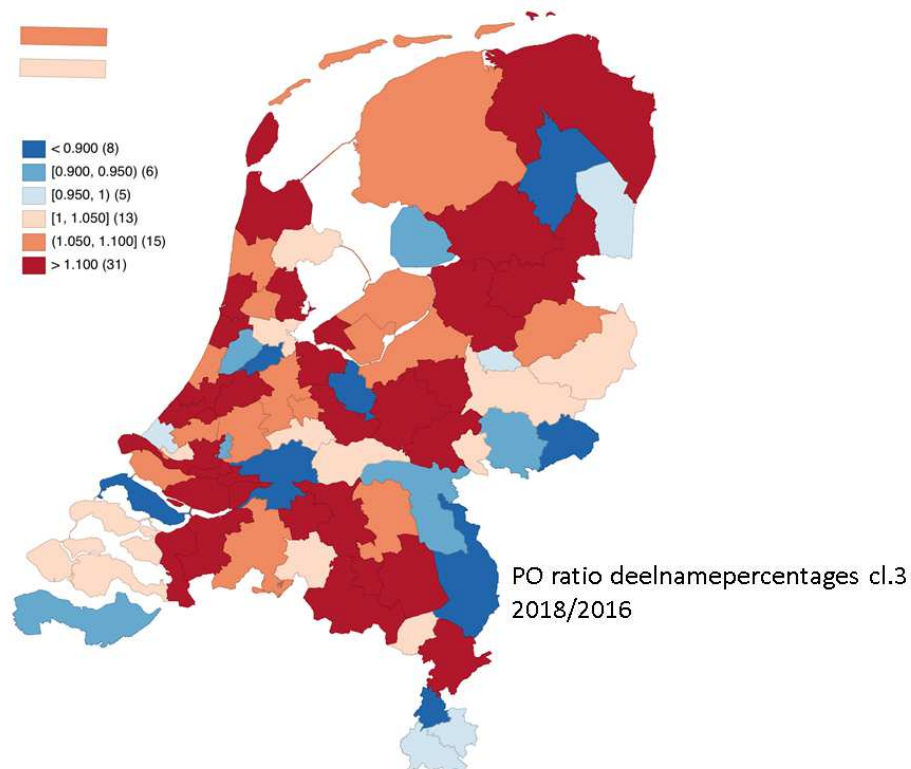 < 0.900 (8)
[0.900, 0.950) (6)
[0.950, 1) (5)
[1, 1.050] (13)
(1.050, 1.100] (15)
> 1.100 (31)
PO ratio deelnamepercentages cl.3
2018/2016